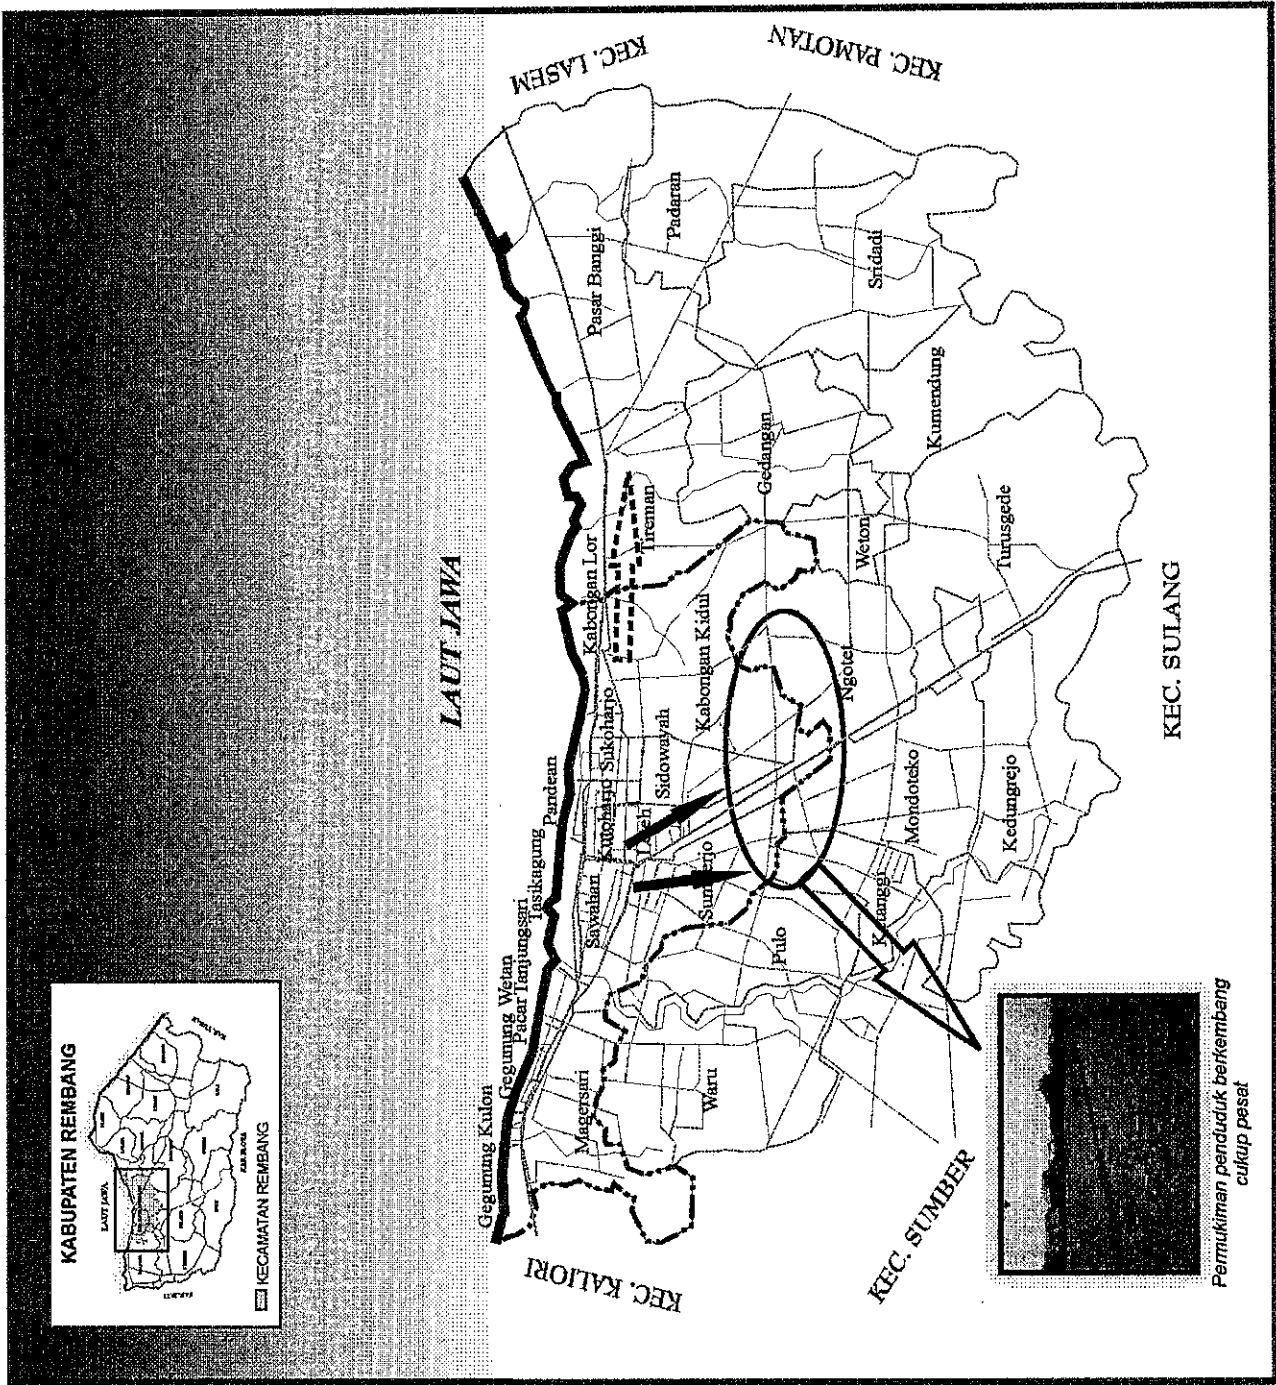 KABUPATEN REMBANG
LAUT JAWA
KECAMATAN REMBANG
LAUT JAWA
KEC. LASEM
KEC. PAMOTAN
KEC. KALIORI
KEC. SUMBER
KEC. SULANG
Gegunung Kulon
Gegunung Wetan
Pacar Tanjungsari
Tasikagung
Pandean
Kabongan Lor
Pasar Banggi
Magersari
Sawahan
Kutoharjo
Sukoharjo
Tireman
Padaran
Sidowayah
Kabongan Kidul
Waru
Pulo
Gedangan
Sridadi
Ngotet
Weton
Kumendung
Mondoteko
Kedungrejo
Turusgede
Permukiman penduduk berkembang
cukup pesat